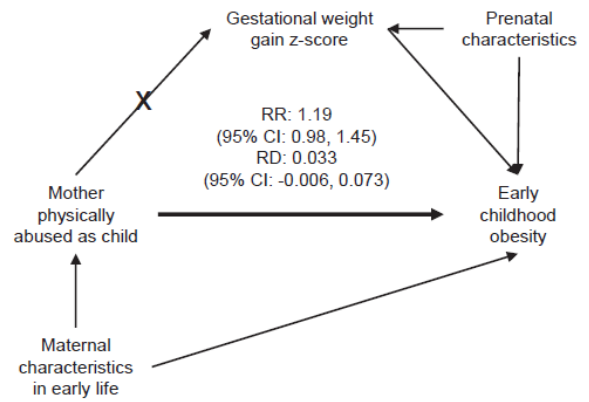 Gestational weight
gain z-score
Prenatal
characteristics
X
RR: 1.19
(95% CI: 0.98, 1.45)
RD: 0.033
(95% CI: -0.006, 0.073)
Mother
physically
abused as child
Early
childhood
obesity
Maternal
characteristics
in early life